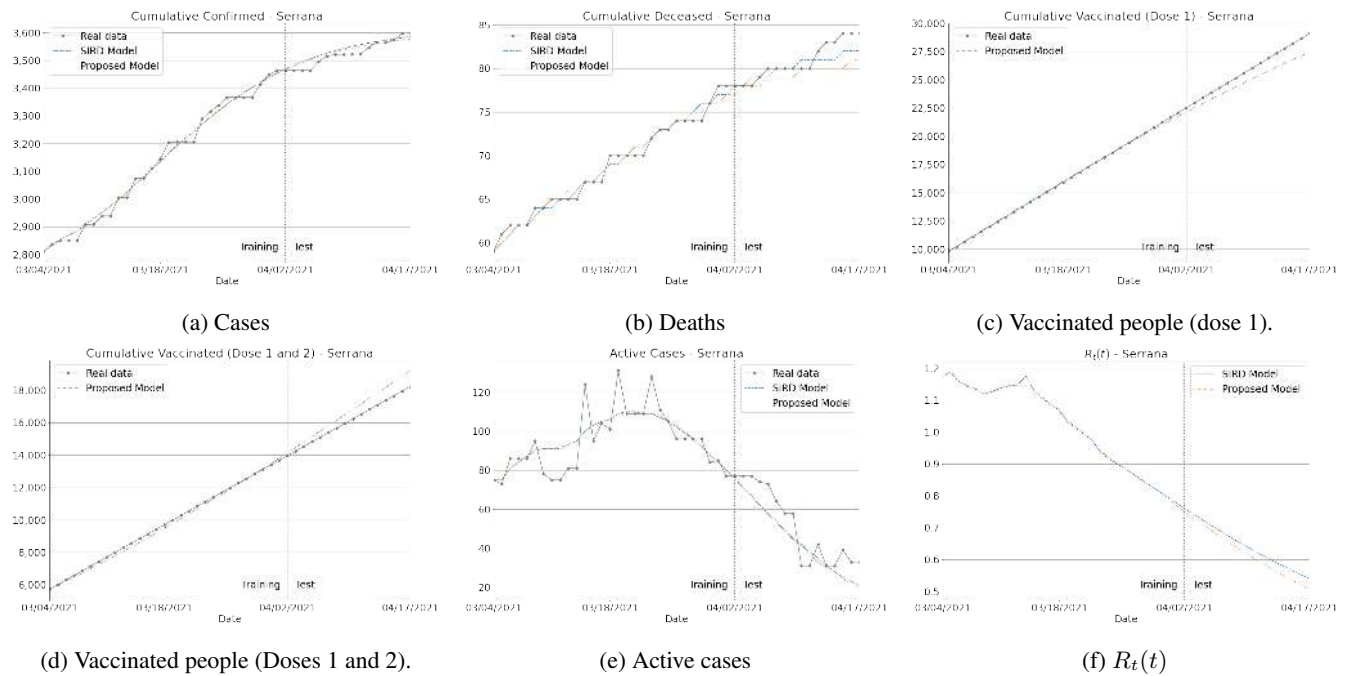 Cumulative Confirmed - Serrana
Real data
SIRD Model
Proposed Model
3,600
3,500
3,400
3,300
3,200
3,100
3,000
2,900
2,800
Training Test
03/04/2021 03/18/2021 04/02/2021 04/17/2021
Date
(a) Cases
Cumulative Deceased - Serrana
Real data
SIRD Model
Proposed Model
85
80
75
70
65
60
Training Test
03/04/2021 03/18/2021 04/02/2021 04/17/2021
Date
(b) Deaths
Cumulative Vaccinated (Dose 1) - Serrana
Real data
Proposed Model
30,000
27,500
25,000
22,500
20,000
17,500
15,000
12,500
10,000
Training Test
03/04/2021 03/18/2021 04/02/2021 04/17/2021
Date
(c) Vaccinated people (dose 1).
Cumulative Vaccinated (Dose 1 and 2) - Serrana
Real data
Proposed Model
18,000
16,000
14,000
12,000
10,000
8,000
6,000
Training Test
03/04/2021 03/18/2021 04/02/2021 04/17/2021
Date
(d) Vaccinated people (Doses 1 and 2).
Active Cases - Serrana
Real data
SIRD Model
Proposed Model
120
100
80
60
40
20
Training Test
03/04/2021 03/18/2021 04/02/2021 04/17/2021
Date
(e) Active cases
Rt(t) - Serrana
SIRD Model
Proposed Model
1.2
1.1
1.0
0.9
0.8
0.7
0.6
0.5
Training Test
03/04/2021 03/18/2021 04/02/2021 04/17/2021
Date
(f) Rt(t)